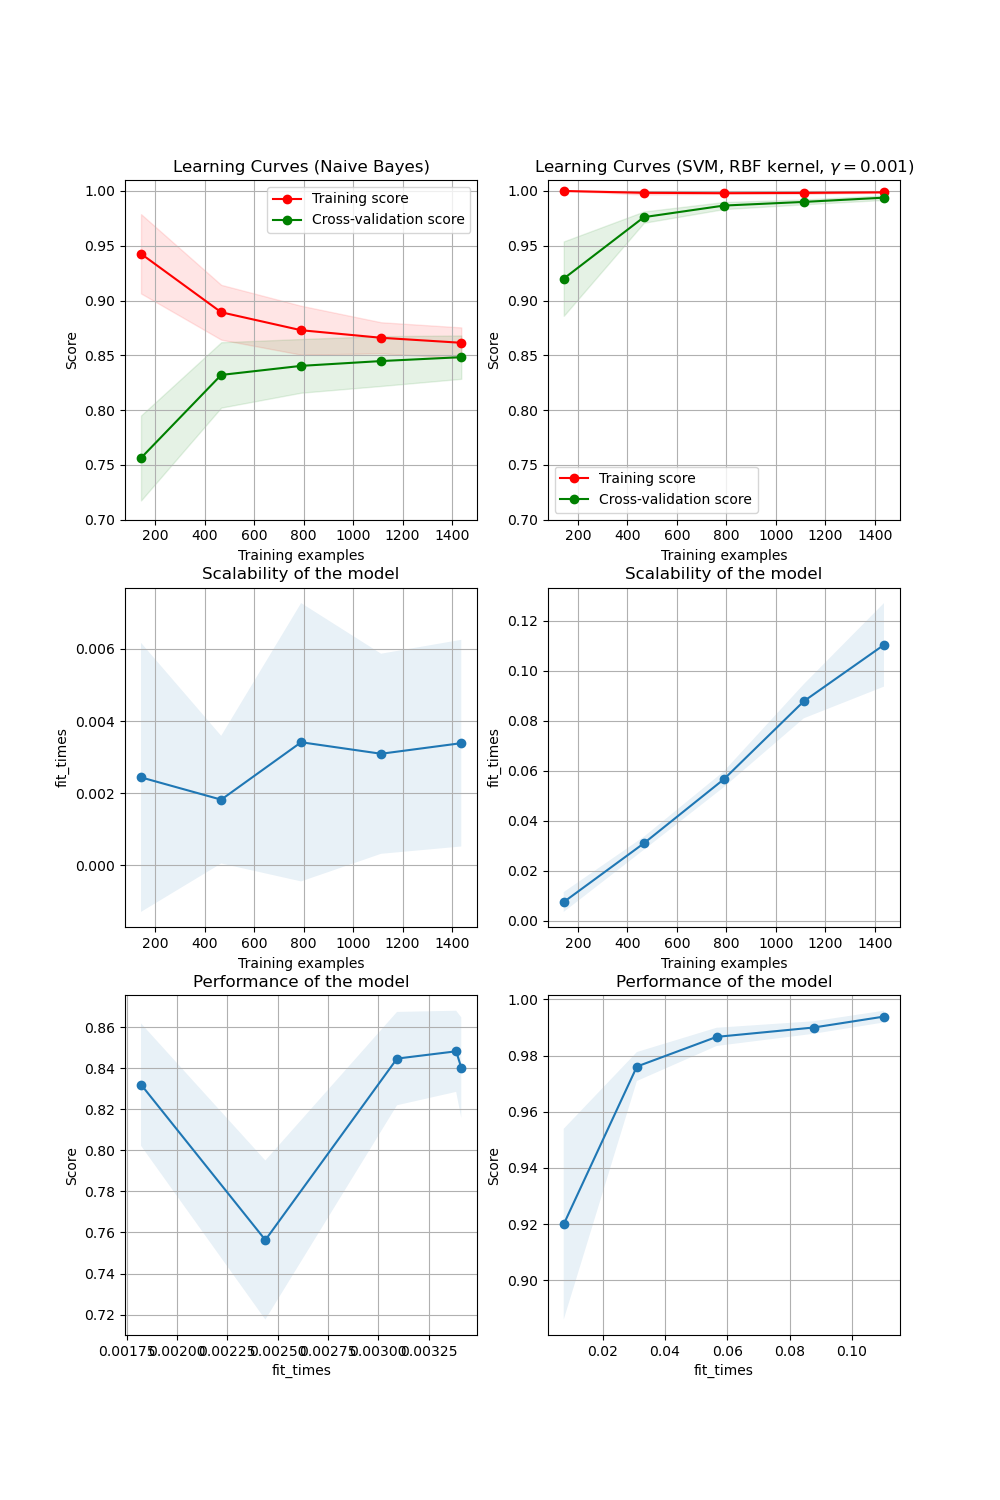 Learning Curves (Naive Bayes)
1.00
0.95
0.90
0.85
0.80
0.75
0.70
Score
Training score
Cross-validation score
200 400 600 800 1000 1200 1400
Training examples
Learning Curves (SVM, RBF kernel, γ = 0.001)
1.00
0.95
0.90
0.85
0.80
0.75
0.70
Score
Training score
Cross-validation score
200 400 600 800 1000 1200 1400
Training examples
Scalability of the model
0.006
0.004
0.002
0.000
fit_times
200 400 600 800 1000 1200 1400
Training examples
Scalability of the model
0.12
0.10
0.08
0.06
0.04
0.02
0.00
fit_times
200 400 600 800 1000 1200 1400
Training examples
Performance of the model
0.86
0.84
0.82
0.80
0.78
0.76
0.74
0.72
Score
0.00175 0.00200 0.00225 0.00250 0.00275 0.00300 0.00325
fit_times
Performance of the model
1.00
0.98
0.96
0.94
0.92
0.90
Score
0.02 0.04 0.06 0.08 0.10
fit_times